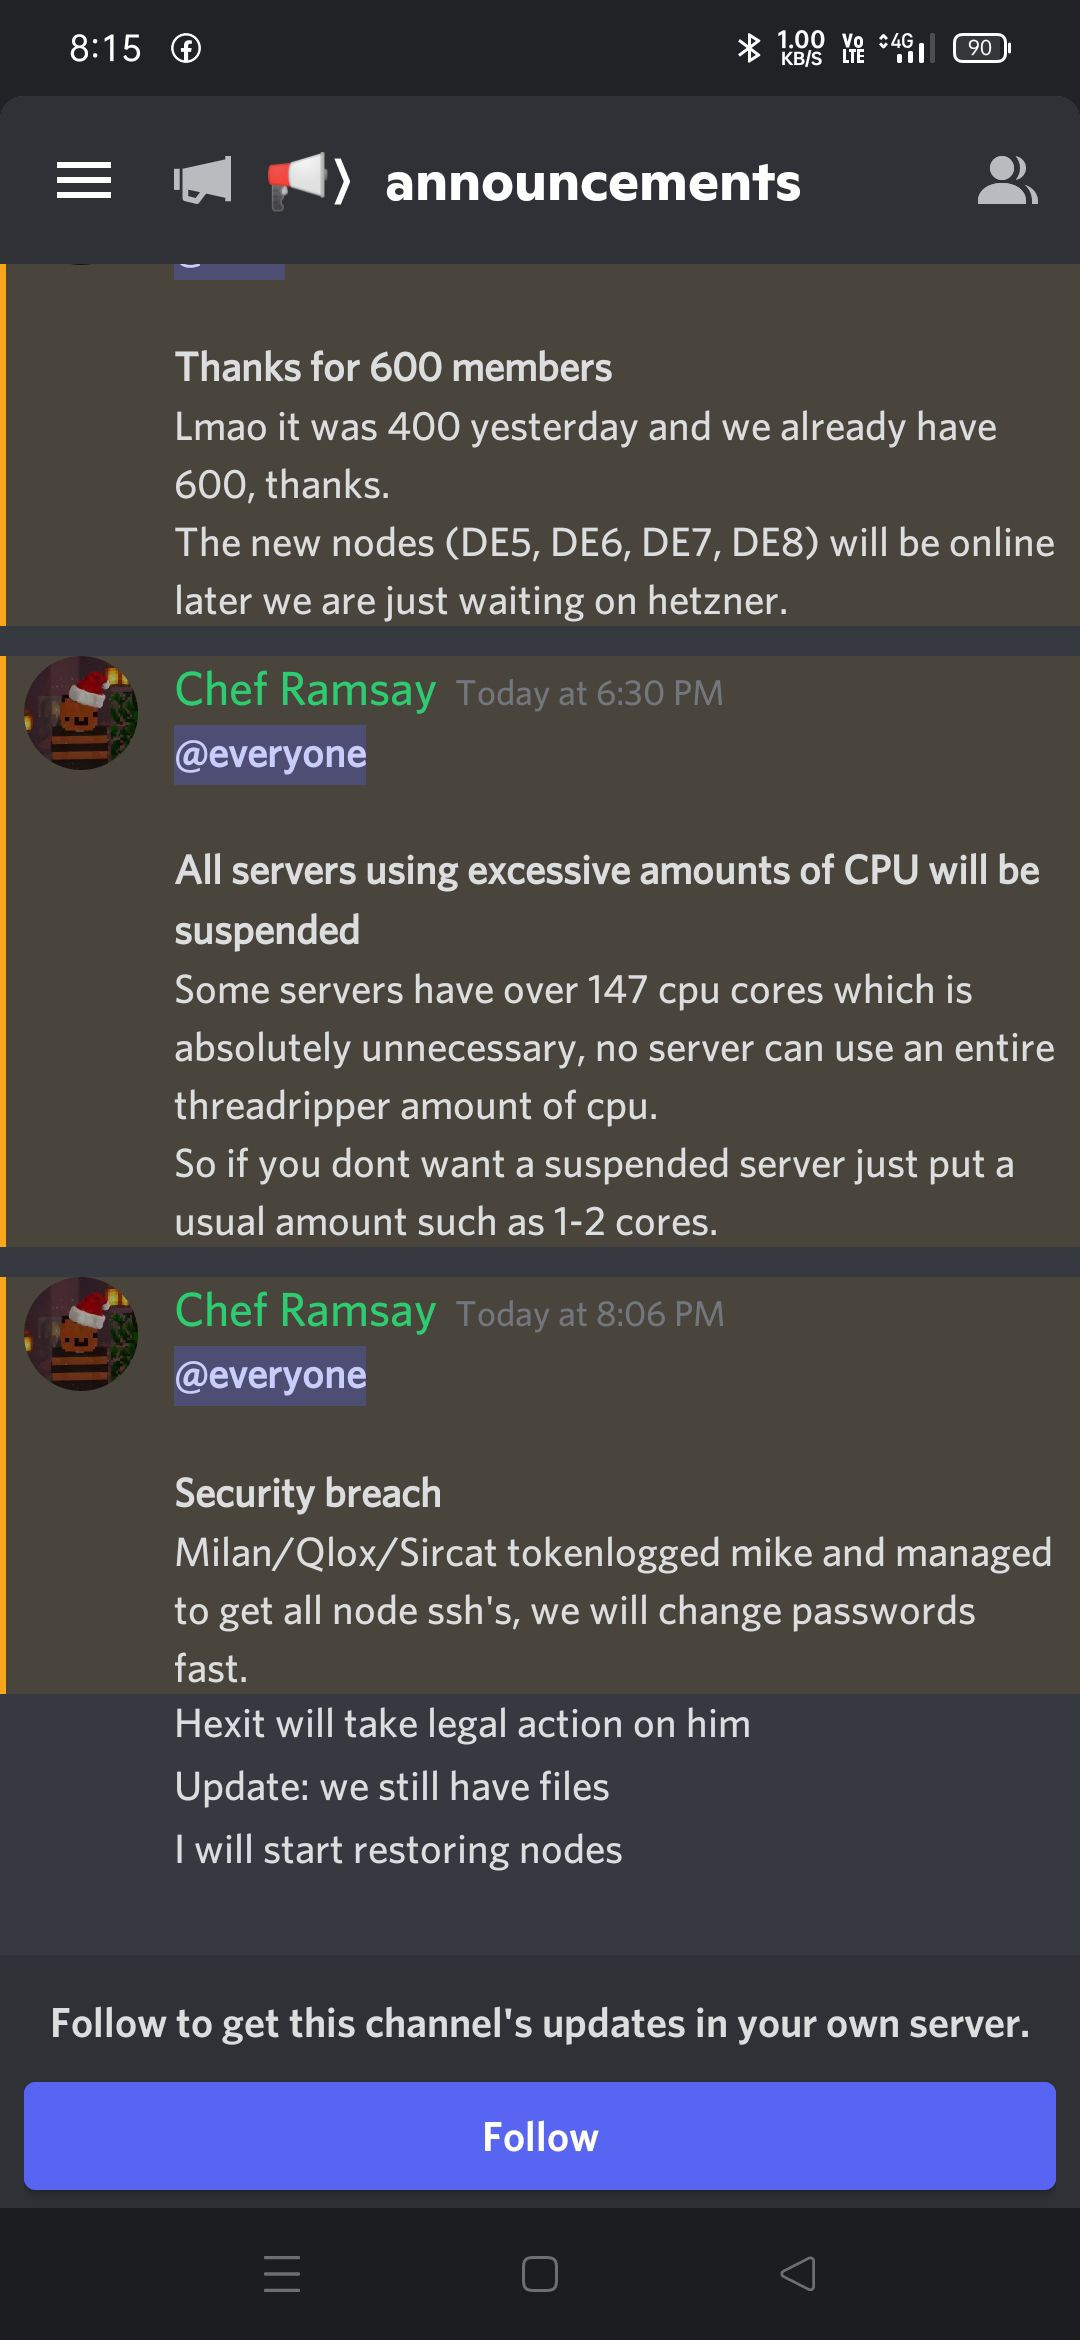 8:15
1.00
KB/S
Vo
LTE
4G
90
announcements
Thanks for 600 members
Lmao it was 400 yesterday and we already have
600, thanks.
The new nodes (DE5, DE6, DE7, DE8) will be online
later we are just waiting on hetzner.
Chef Ramsay Today at 6:30 PM
@everyone
All servers using excessive amounts of CPU will be
suspended
Some servers have over 147 cpu cores which is
absolutely unnecessary, no server can use an entire
threadripper amount of cpu.
So if you dont want a suspended server just put a
usual amount such as 1-2 cores.
Chef Ramsay Today at 8:06 PM
@everyone
Security breach
Milan/Qlox/Sircat tokenlogged mike and managed
to get all node ssh's, we will change passwords
fast.
Hexit will take legal action on him
Update: we still have files
I will start restoring nodes
Follow to get this channel's updates in your own server.
Follow